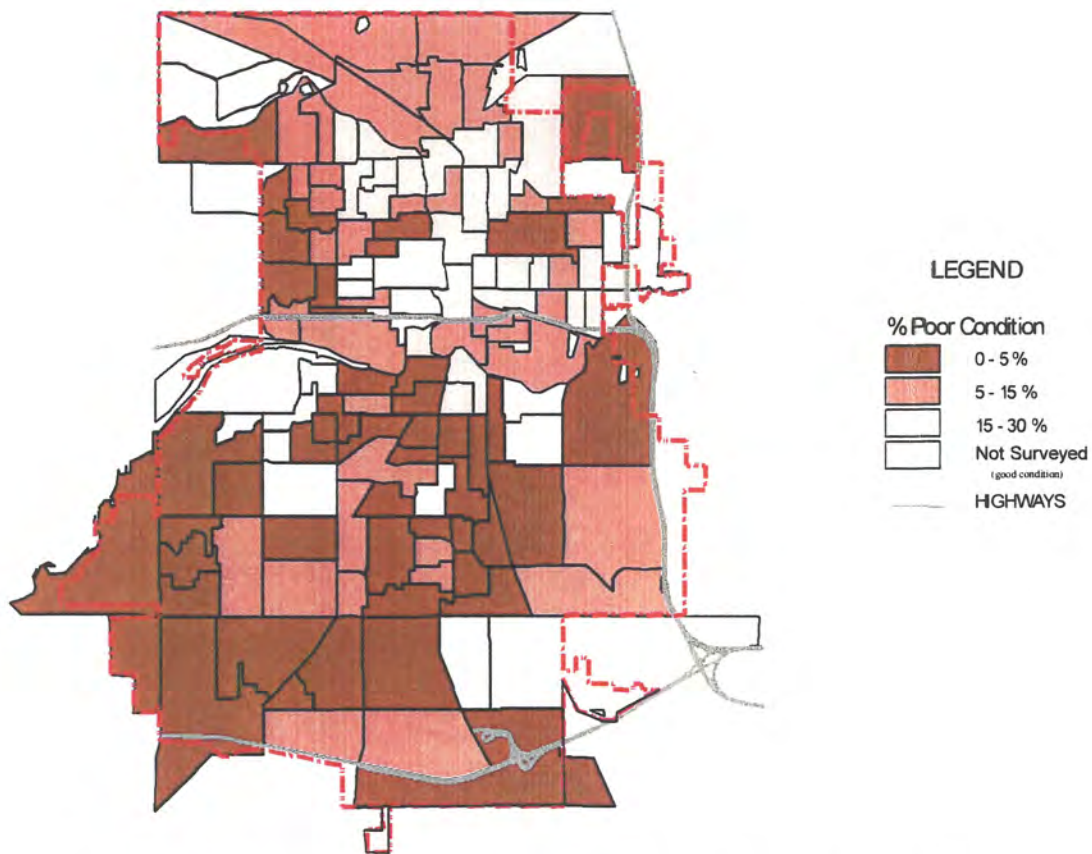 LEGEND
% Poor Condition
0 - 5 %
5 - 15 %
15 - 30 %
Not Surveyed
(good condition)
HIGHWAYS